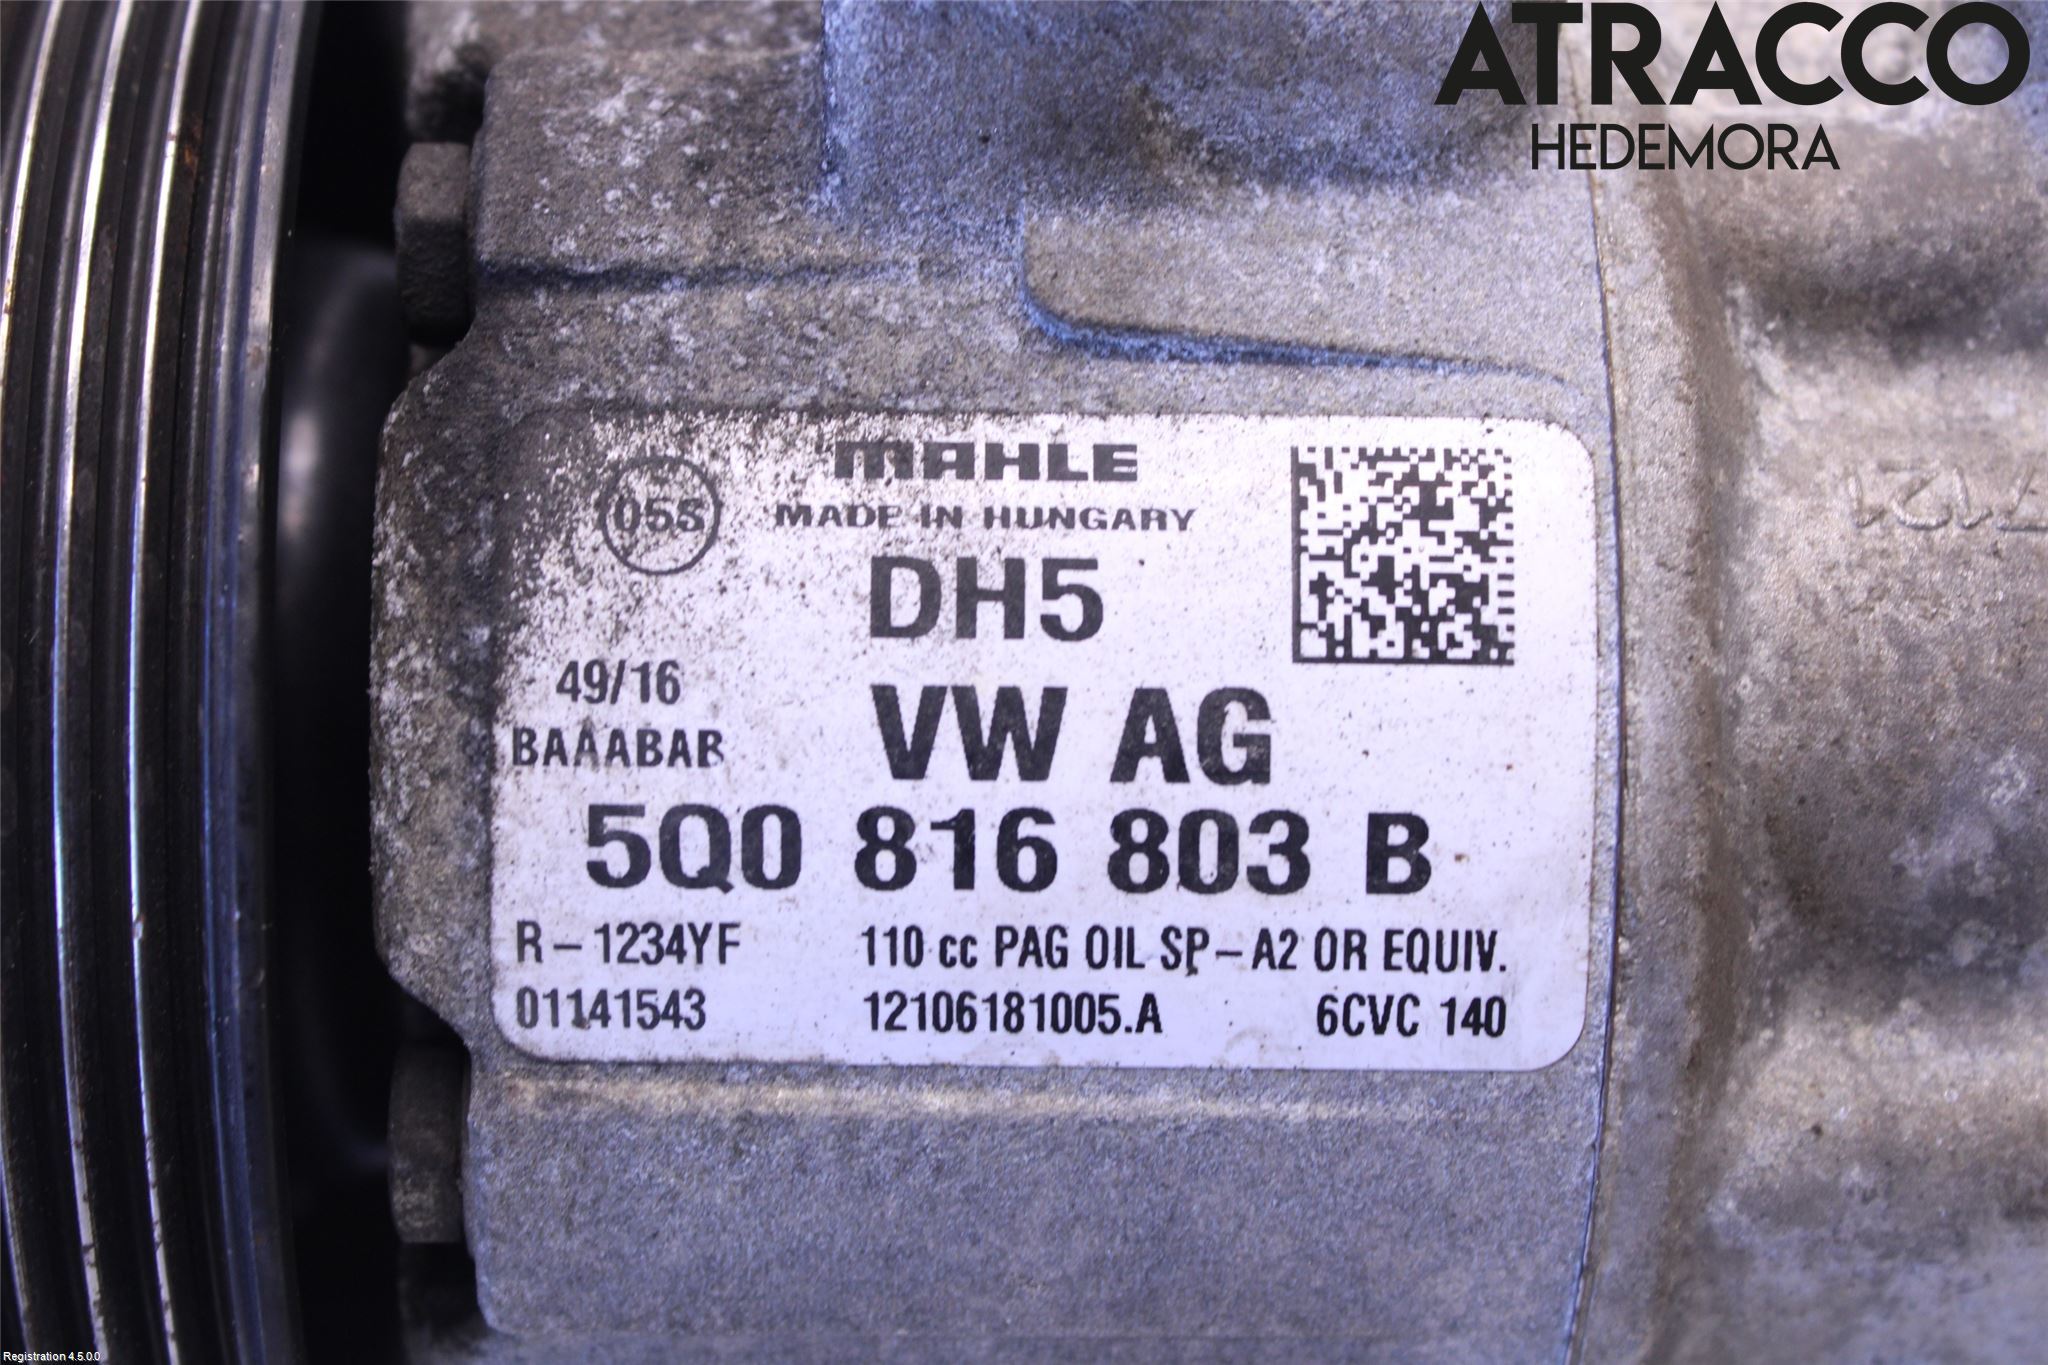 ATRACCO
HEDEMORA
MAHLE
05S
MADE IN HUNGARY
DH5
49/16
BAAABAB
VW AG
5Q0 816 803 B
R-1234YF 110 cc PAG OIL SP-A2 OR EQUIV.
01141543 12106181005.A 6CVC 140
Registration 4.5.0.0